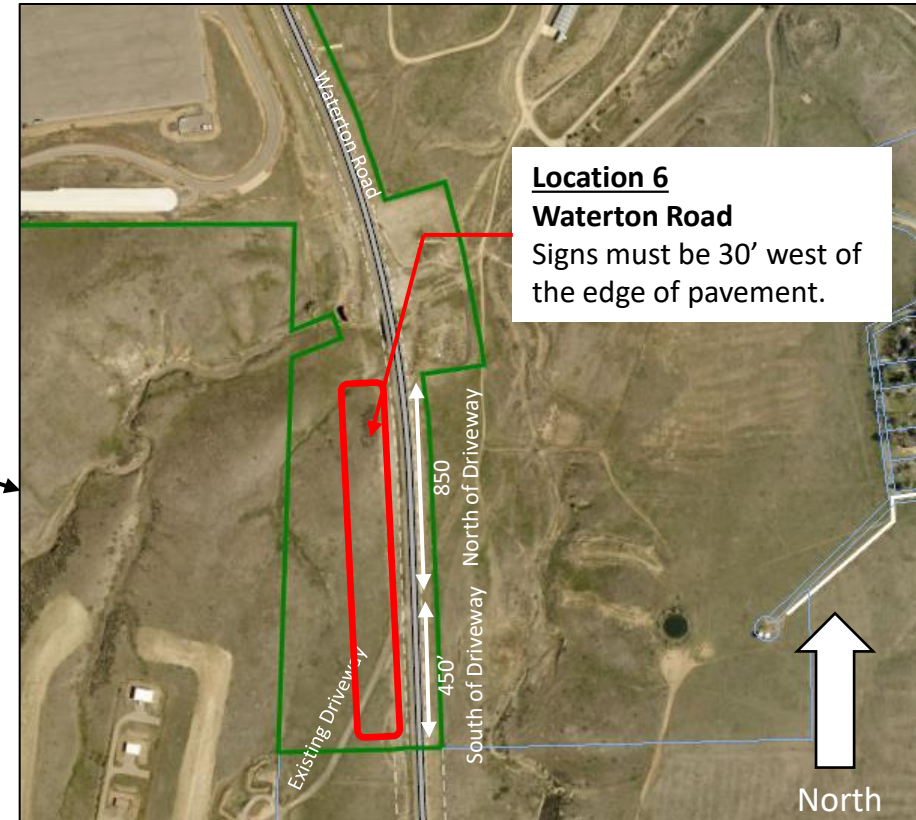 Waterton Road
Location 6
Waterton Road
Signs must be 30’ west of
the edge of pavement.
850
North of Driveway
450’
South of Driveway
Existing Driveway
North